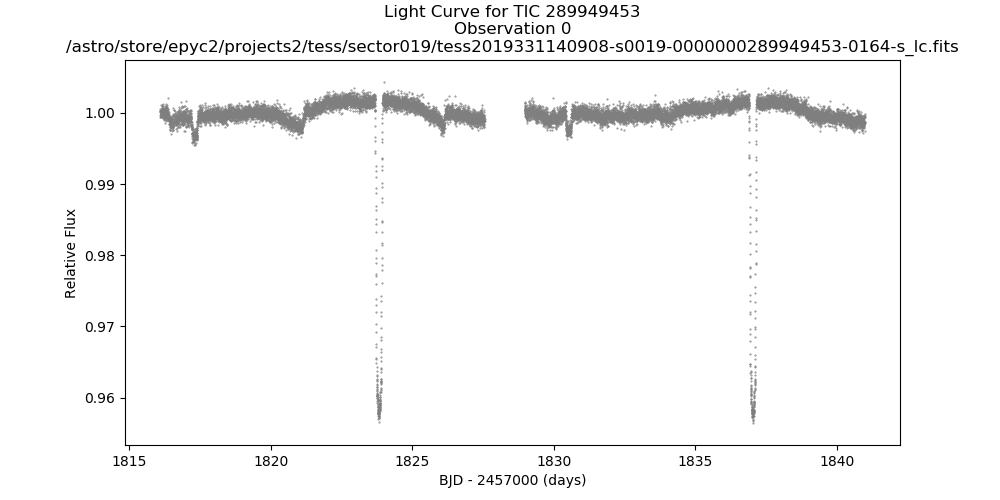 Light Curve for TIC 289949453
Observation 0
/astro/store/epyc2/projects2/tess/sector019/tess2019331140908-s0019-0000000289949453-0164-s_lc.fits
1.00
0.99
0.98
0.97
0.96
Relative Flux
1815
1820
1825
1830
1835
1840
BJD - 2457000 (days)